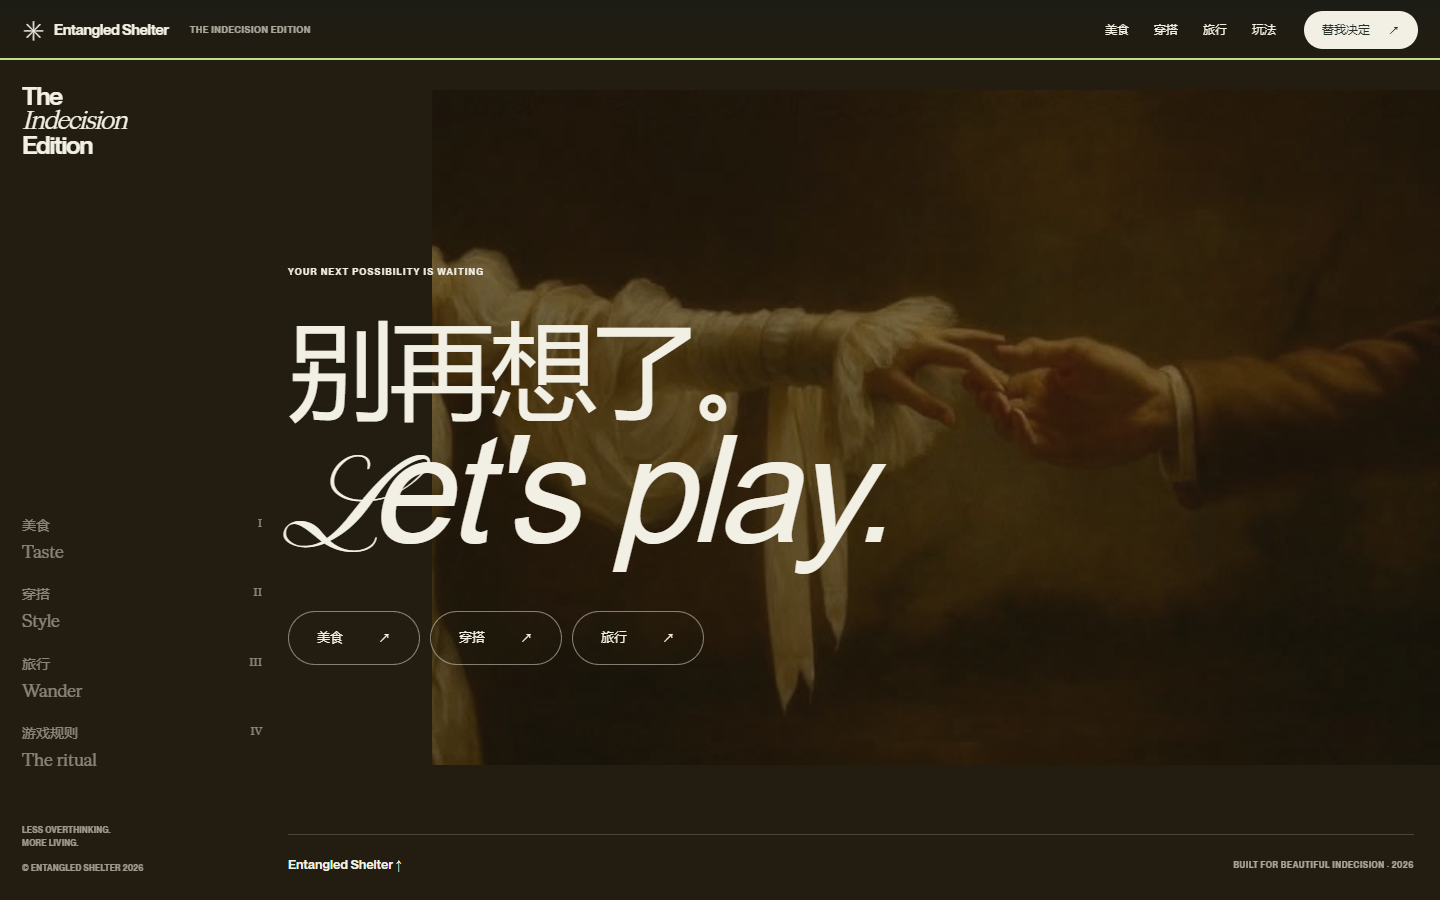 Entangled Shelter THE INDECISION EDITION 美食 穿搭 旅行 玩法 替我决定 ↗
The
Indecision
Edition
YOUR NEXT POSSIBILITY IS WAITING
别再想了。
Let's play.
美食 ↗ 穿搭 ↗ 旅行 ↗
美食 I
Taste
穿搭 II
Style
旅行 III
Wander
游戏规则 IV
The ritual
LESS OVERTHINKING.
MORE LIVING.
© ENTANGLED SHELTER 2026
Entangled Shelter ↑ BUILT FOR BEAUTIFUL INDECISION · 2026